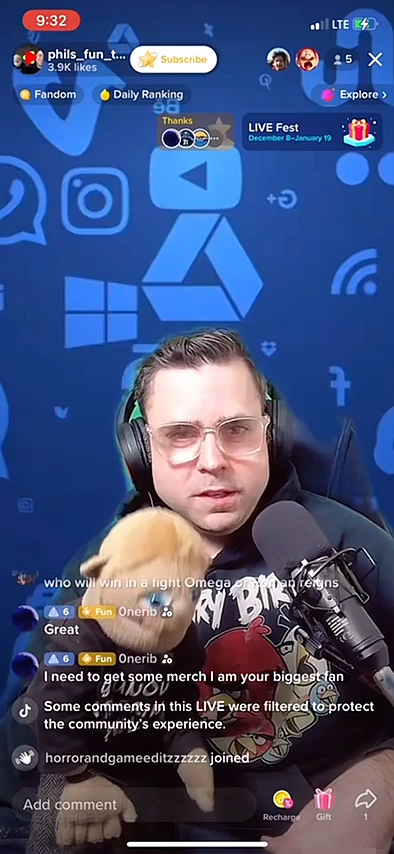 9:32
LTE
phils_fun_t...
3.9K likes
Subscribe
5
Fandom
Daily Ranking
Explore >
Thanks
LIVE Fest
December 8–January 19
G+
who will win in a fight Omega or roman reigns
6 Fun 0nerib
Great
6 Fun 0nerib
I need to get some merch I am your biggest fan
Some comments in this LIVE were filtered to protect
the community's experience.
horrorandgameeditzzzzzz joined
Add comment
Recharge
Gift
1